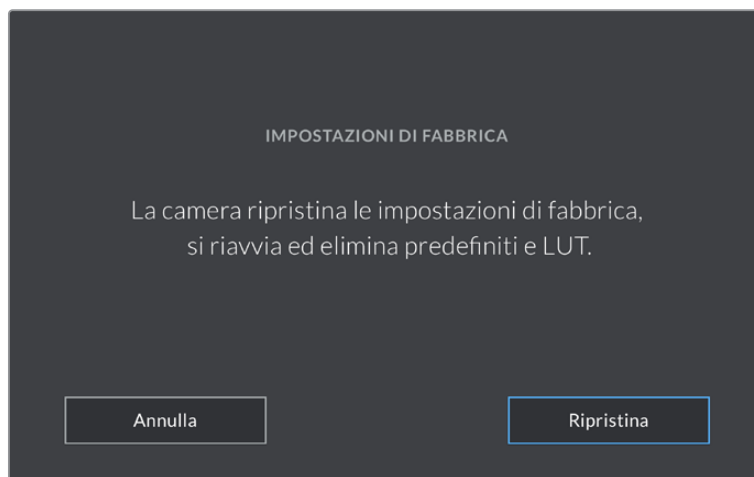 IMPOSTAZIONI DI FABBRICA
La camera ripristina le impostazioni di fabbrica,
si riavvia ed elimina predefiniti e LUT.
Annulla
Ripristina